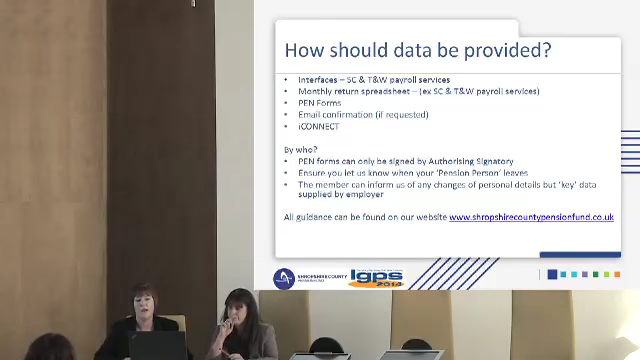 How should data be provided?
• Interfaces – SC & T&W payroll services
• Monthly return spreadsheet – (ex SC & T&W payroll services)
• PEN Forms
• Email confirmation (if requested)
• iCONNECT
By who?
• PEN forms can only be signed by Authorising Signatory
• Ensure you let us know when your 'Pension Person' leaves
• The member can inform us of any changes of personal details but 'key' data
supplied by employer
All guidance can be found on our website www.shropshirecountypensionfund.co.uk
SHROPSHIRE COUNTY
lgps
2014